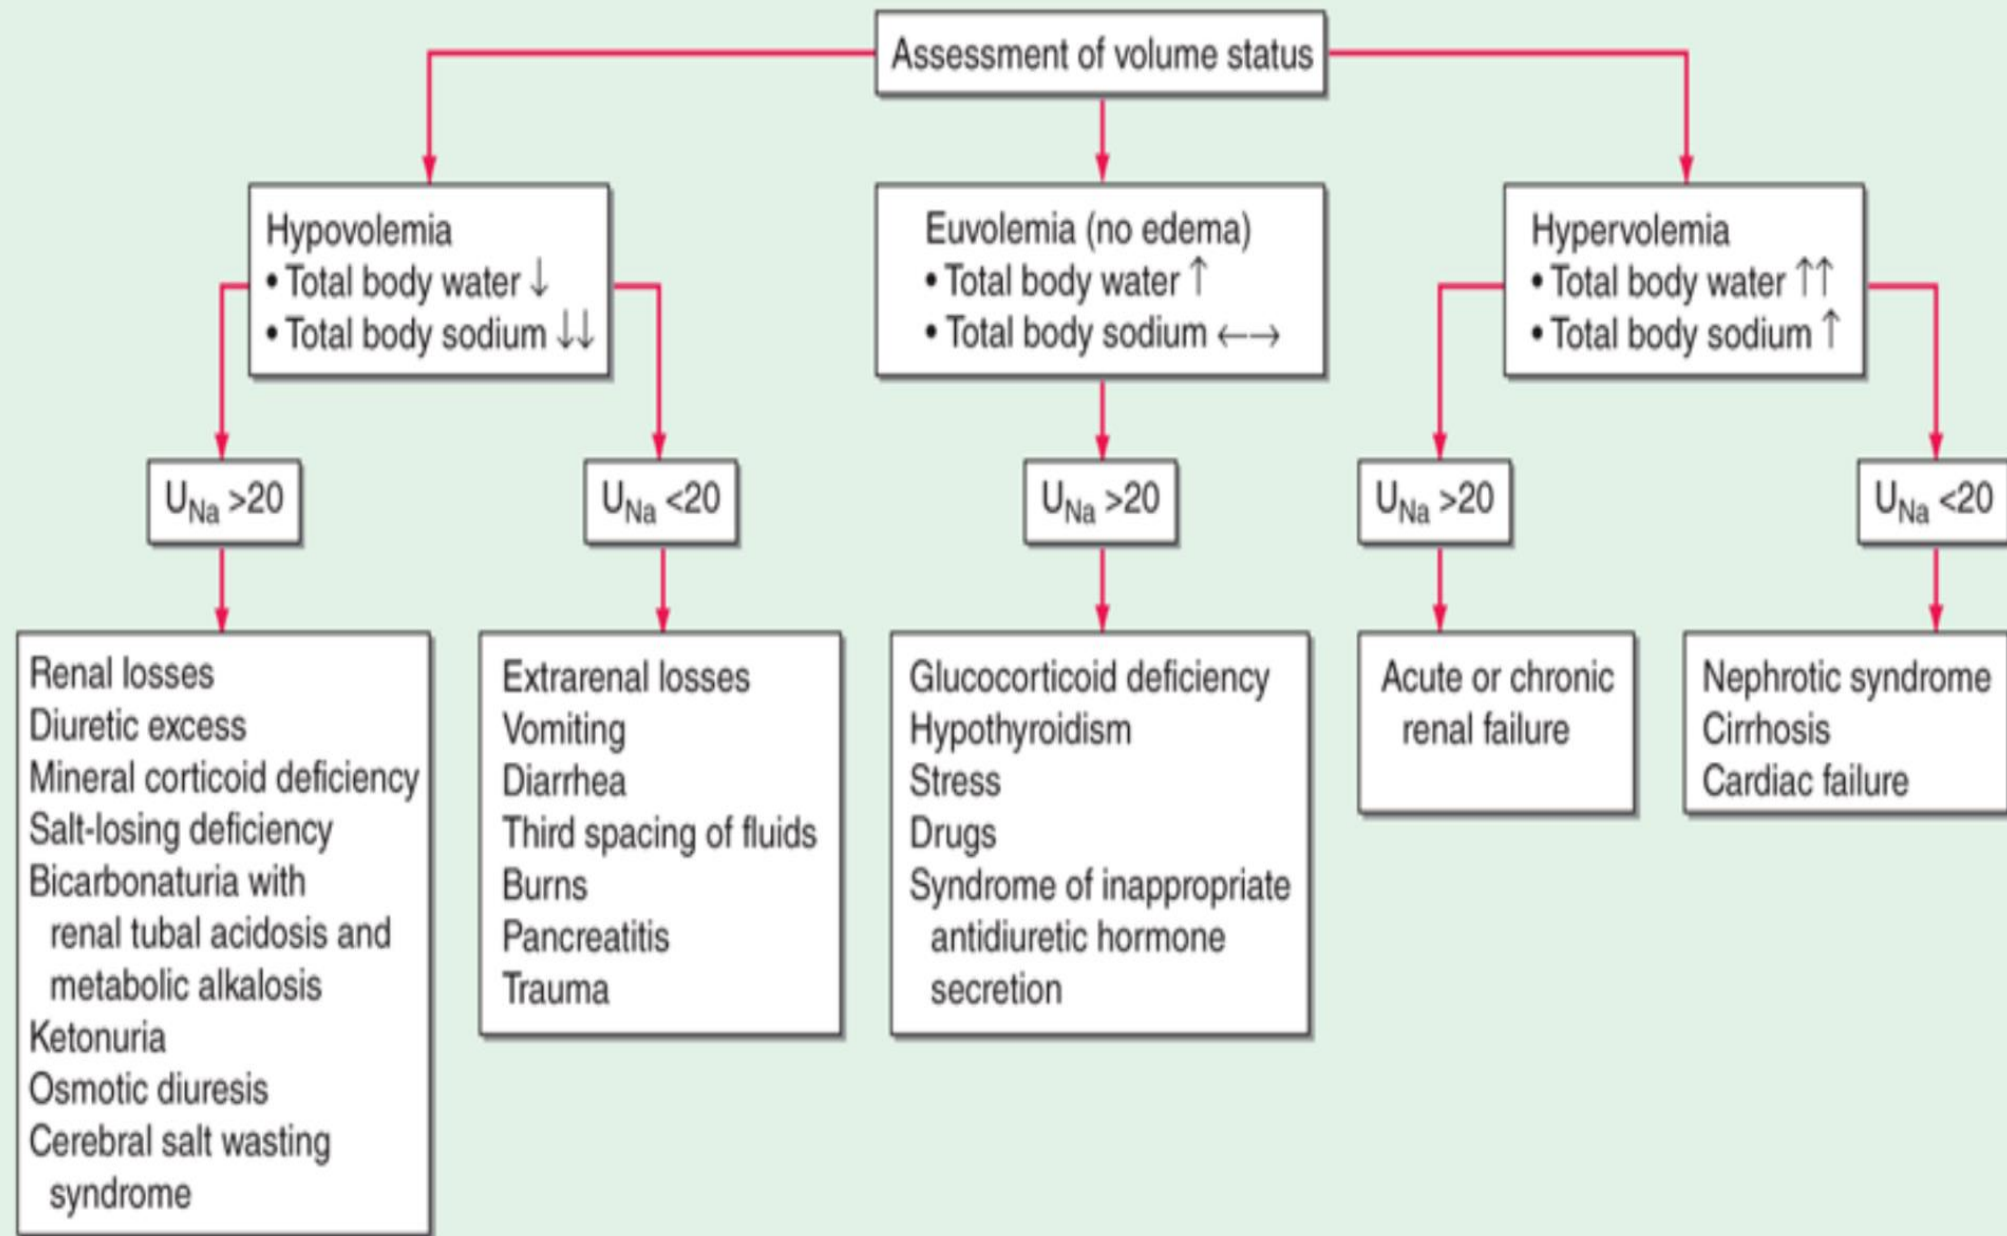 Assessment of volume status
Hypovolemia
• Total body water ↓
• Total body sodium ↓↓
Euvolemia (no edema)
• Total body water ↑
• Total body sodium ←→
Hypervolemia
• Total body water ↑↑
• Total body sodium ↑
UNa >20
UNa <20
UNa >20
UNa >20
UNa <20
Renal losses
Diuretic excess
Mineral corticoid deficiency
Salt-losing deficiency
Bicarbonaturia with
renal tubal acidosis and
metabolic alkalosis
Ketonuria
Osmotic diuresis
Cerebral salt wasting
syndrome
Extrarenal losses
Vomiting
Diarrhea
Third spacing of fluids
Burns
Pancreatitis
Trauma
Glucocorticoid deficiency
Hypothyroidism
Stress
Drugs
Syndrome of inappropriate
antidiuretic hormone
secretion
Acute or chronic
renal failure
Nephrotic syndrome
Cirrhosis
Cardiac failure